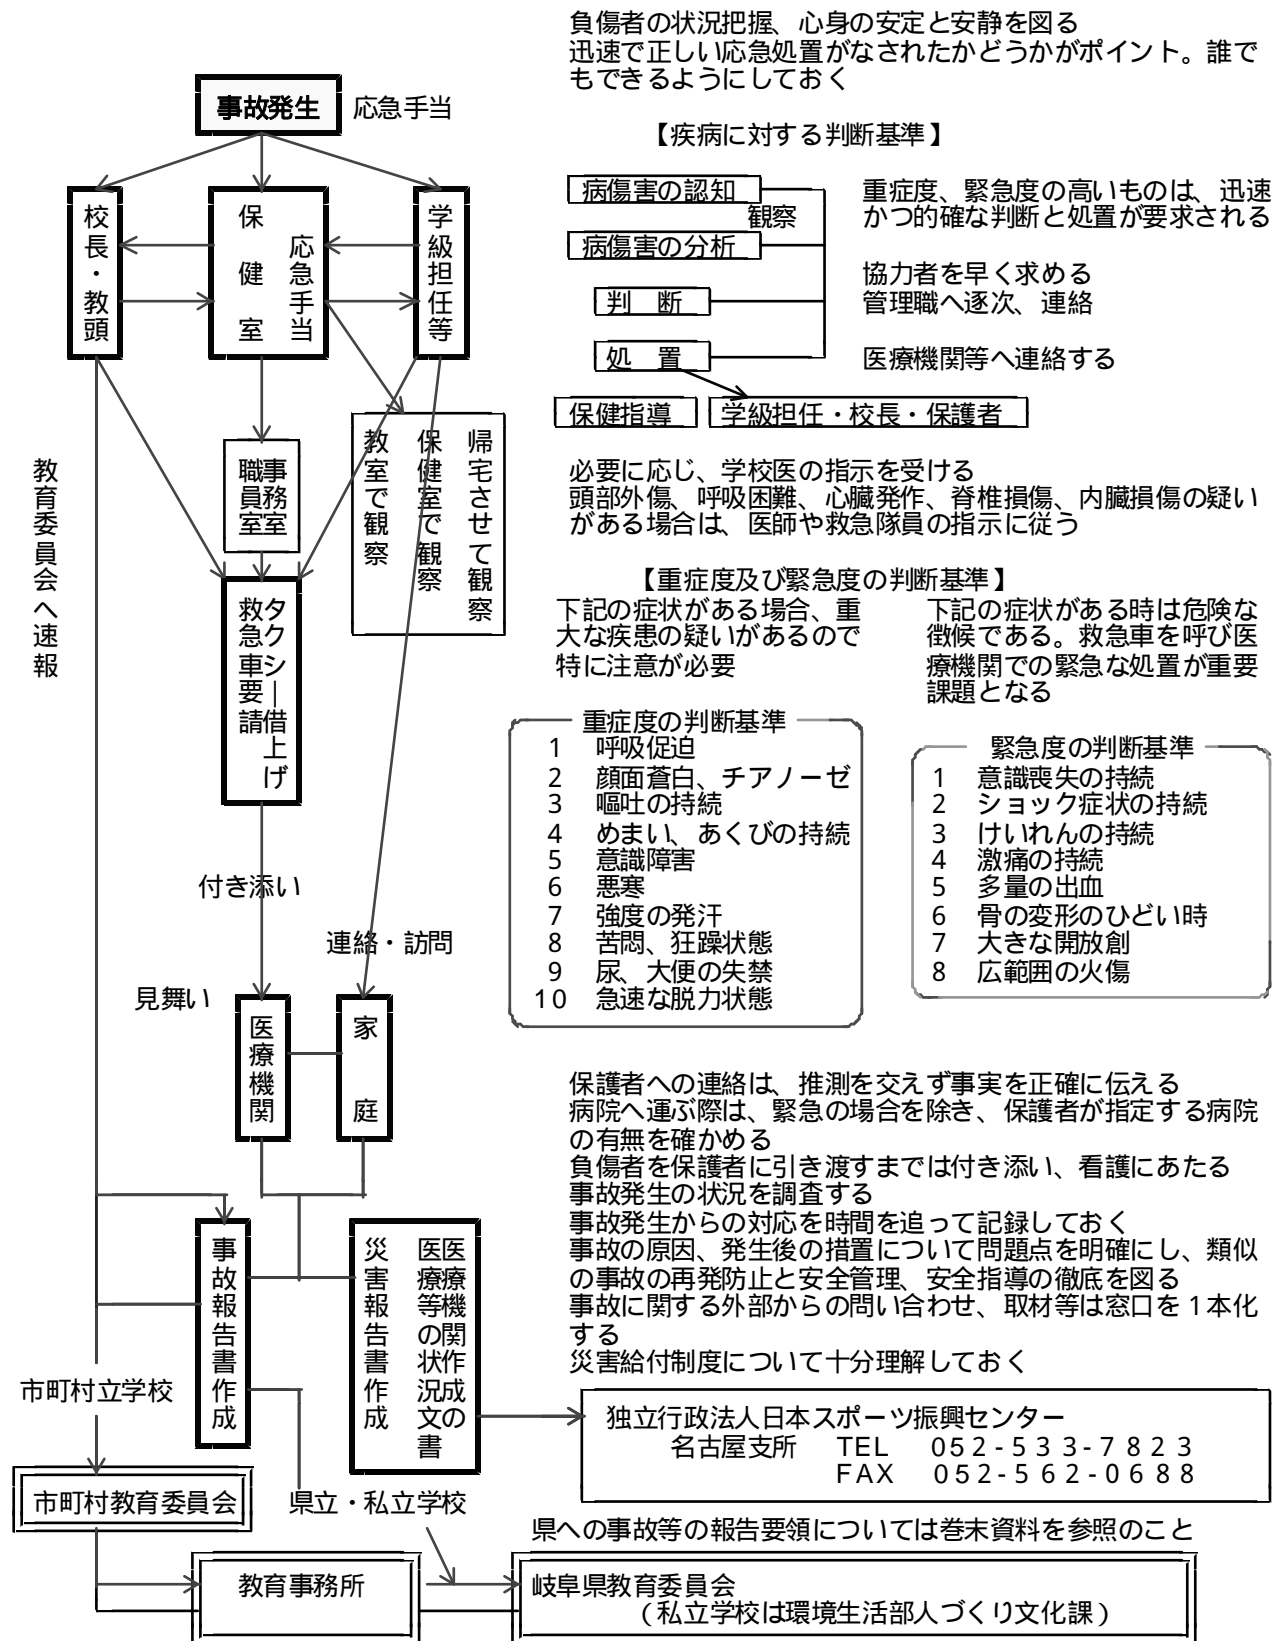 負傷者の状況把握、心身の安定と安静を図る
迅速で正しい応急処置がなされたかどうかがポイント。誰で
もできるようにしておく
事故発生 応急手当
【疾病に対する判断基準】
校長・教頭
保健室
応急手当
学級担任等
病傷害の認知
観察
病傷害の分析
判 断
処 置
保健指導
学級担任・校長・保護者
重症度、緊急度の高いものは、迅速
かつ的確な判断と処置が要求される
協力者を早く求める
管理職へ逐次、連絡
医療機関等へ連絡する
教育委員会へ速報
事務室
職員室
帰宅させて観察
保健室で観察
教室で観察
必要に応じ、学校医の指示を受ける
頭部外傷、呼吸困難、心臓発作、脊椎損傷、内臓損傷の疑い
がある場合は、医師や救急隊員の指示に従う
タクシー借上げ
救急車要請
【重症度及び緊急度の判断基準】
下記の症状がある場合、重
大な疾患の疑いがあるので
特に注意が必要
下記の症状がある時は危険な
徴候である。救急車を呼び医
療機関での緊急な処置が重要
課題となる
重症度の判断基準
1 呼吸促迫
2 顔面蒼白、チアノーゼ
3 嘔吐の持続
4 めまい、あくびの持続
5 意識障害
6 悪寒
7 強度の発汗
8 苦悶、狂躁状態
9 尿、大便の失禁
10 急速な脱力状態
緊急度の判断基準
1 意識喪失の持続
2 ショック症状の持続
3 けいれんの持続
4 激痛の持続
5 多量の出血
6 骨の変形のひどい時
7 大きな開放創
8 広範囲の火傷
付き添い
連絡・訪問
見舞い
医療機関
家庭
保護者への連絡は、推測を交えず事実を正確に伝える
病院へ運ぶ際は、緊急の場合を除き、保護者が指定する病院
の有無を確かめる
負傷者を保護者に引き渡すまでは付き添い、看護にあたる
事故発生の状況を調査する
事故発生からの対応を時間を追って記録しておく
事故の原因、発生後の措置について問題点を明確にし、類似
の事故の再発防止と安全管理、安全指導の徹底を図る
事故に関する外部からの問い合わせ、取材等は窓口を1本化
する
災害給付制度について十分理解しておく
事故報告書作成
医療機関作成の
医療等の状況文書
災害報告書作成
市町村立学校
独立行政法人日本スポーツ振興センター
名古屋支所 TEL 052-533-7823
FAX 052-562-0688
市町村教育委員会
県立・私立学校
県への事故等の報告要領については巻末資料を参照のこと
教育事務所
岐阜県教育委員会
(私立学校は環境生活部人づくり文化課)